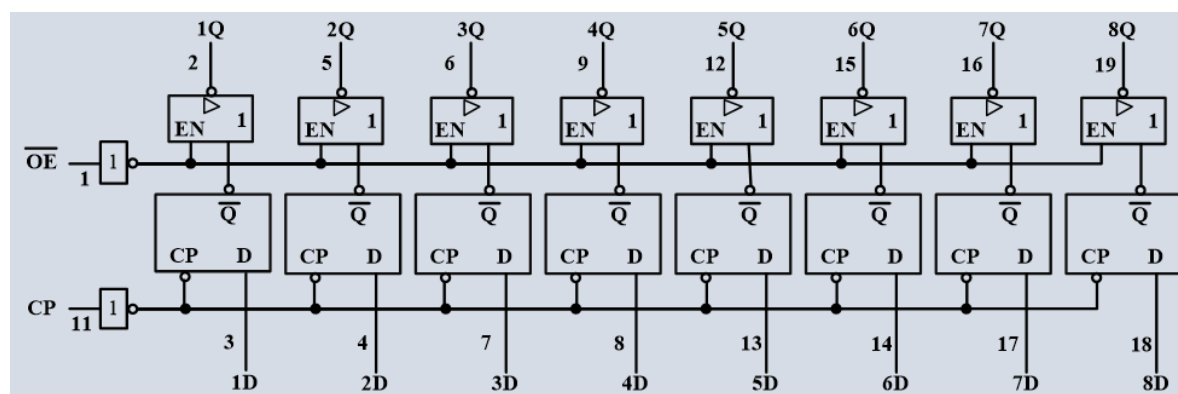 1Q 2Q 3Q 4Q 5Q 6Q 7Q 8Q
2 5 6 9 12 15 16 19
EN 1 EN 1 EN 1 EN 1 EN 1 EN 1 EN 1 EN 1
O̅E̅ 1
1
Q̅ Q̅ Q̅ Q̅ Q̅ Q̅ Q̅ Q̅
CP D CP D CP D CP D CP D CP D CP D CP D
CP 1
11
3 4 7 8 13 14 17 18
1D 2D 3D 4D 5D 6D 7D 8D